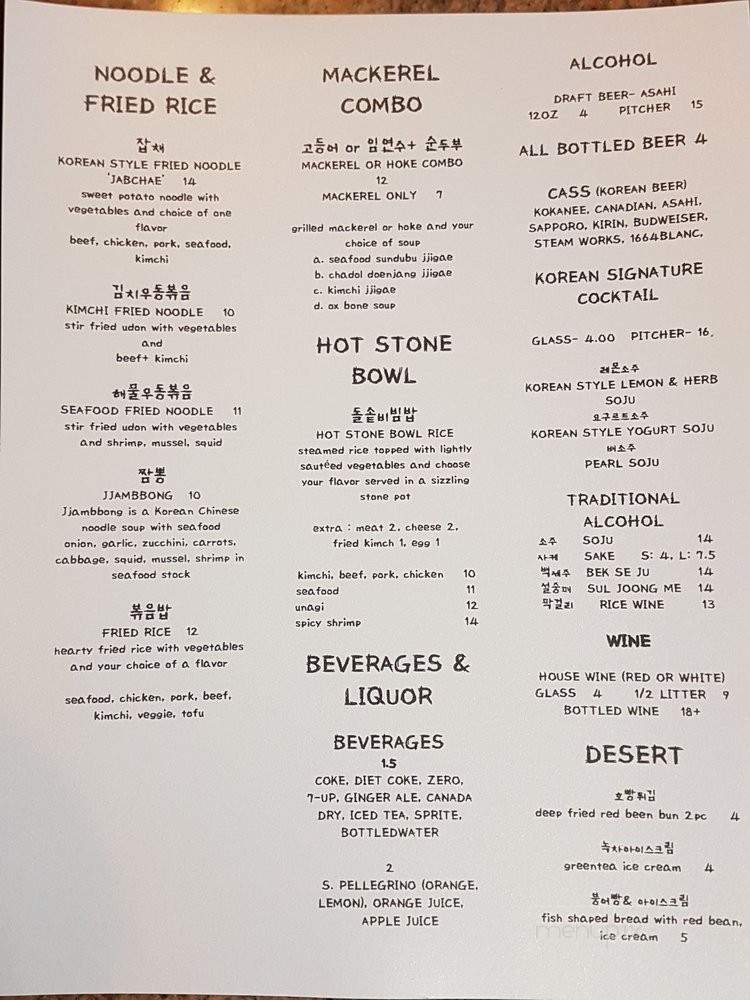 NOODLE &
FRIED RICE
잡채
KOREAN STYLE FRIED NOODLE
'JABCHAE' 14
sweet potato noodle with
vegetables and choice of one
flavor
beef, chicken, pork, seafood,
kimchi
김치우동볶음
KIMCHI FRIED NOODLE 10
stir fried udon with vegetables
and
beef+ kimchi
해물우동볶음
SEAFOOD FRIED NOODLE 11
stir fried udon with vegetables
and shrimp, mussel, squid
짬뽕
JJAMBBONG 10
Jjambbong is a Korean Chinese
noodle soup with seafood
onion, garlic, zucchini, carrots,
cabbage, squid, mussel, shrimp in
seafood stock
볶음밥
FRIED RICE 12
hearty fried rice with vegetables
and your choice of a flavor
seafood, chicken, pork, beef,
kimchi, veggie, tofu
MACKEREL
COMBO
고등어 or 임연수+ 순두부
MACKEREL OR HOKE COMBO
12
MACKEREL ONLY 7
grilled mackerel or hoke and your
choice of soup
a. seafood sundubu jjigae
b. chadol doenjang jjigae
c. kimchi jjigae
d. ox bone soup
HOT STONE
BOWL
돌솥비빔밥
HOT STONE BOWL RICE
steamed rice topped with lightly
sautéed vegetables and choose
your flavor served in a sizzling
stone pot
extra : meat 2, cheese 2,
fried kimch 1, egg 1
kimchi, beef, pork, chicken 10
seafood 11
unagi 12
spicy shrimp 14
BEVERAGES &
LIQUOR
BEVERAGES
1.5
COKE, DIET COKE, ZERO,
7-UP, GINGER ALE, CANADA
DRY, ICED TEA, SPRITE,
BOTTLEDWATER
2
S. PELLEGRINO (ORANGE,
LEMON), ORANGE JUICE,
APPLE JUICE
ALCOHOL
DRAFT BEER- ASAHI
12OZ 4 PITCHER 15
ALL BOTTLED BEER 4
CASS (KOREAN BEER)
KOKANEE, CANADIAN, ASAHI,
SAPPORO, KIRIN, BUDWEISER,
STEAM WORKS, 1664BLANC,
KOREAN SIGNATURE
COCKTAIL
GLASS- 4.00 PITCHER- 16,
레몬소주
KOREAN STYLE LEMON & HERB
SOJU
요구르트소주
KOREAN STYLE YOGURT SOJU
배소주
PEARL SOJU
TRADITIONAL
ALCOHOL
소주 SOJU 14
사케 SAKE S: 4, L: 7.5
백세주 BEK SE JU 14
설중매 SUL JOONG ME 14
막걸리 RICE WINE 13
WINE
HOUSE WINE (RED OR WHITE)
GLASS 4 1/2 LITTER 9
BOTTLED WINE 18+
DESERT
호빵튀김
deep fried red been bun 2pc 4
녹차아이스크림
greentea ice cream 4
붕어빵& 아이스크림
fish shaped bread with red bean,
ice cream 5